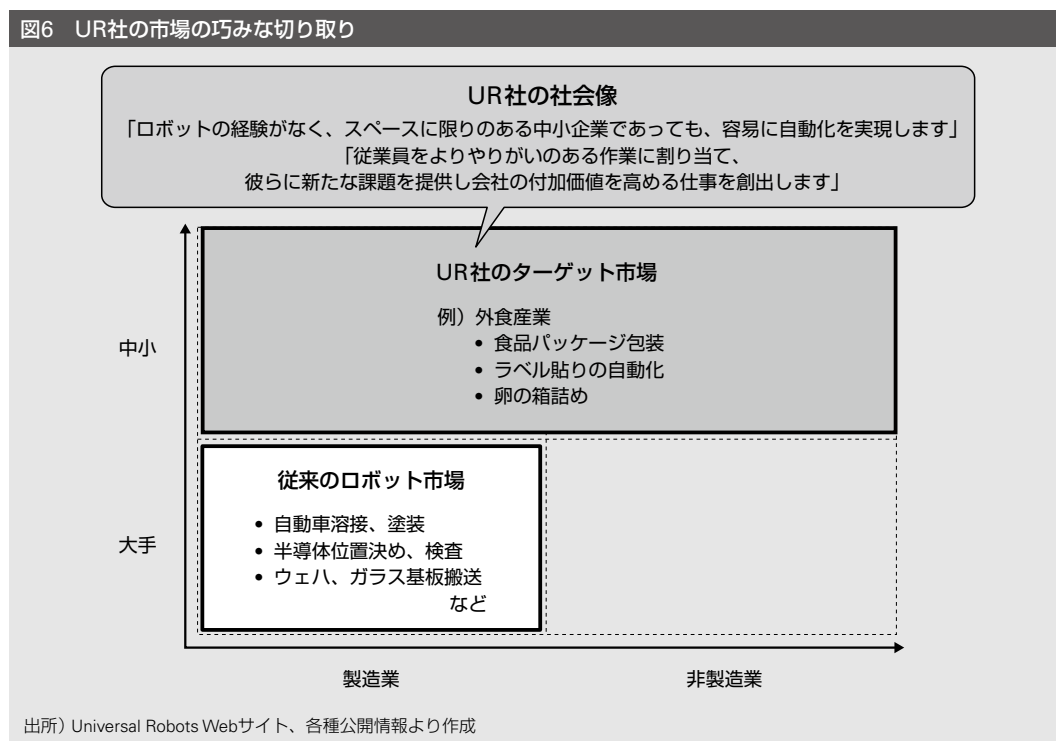 図6 UR社の市場の巧みな切り取り
UR社の社会像
「ロボットの経験がなく、スペースに限りのある中小企業であっても、容易に自動化を実現します」
「従業員をよりやりがいのある作業に割り当て、
彼らに新たな課題を提供し会社の付加価値を高める仕事を創出します」
UR社のターゲット市場
例）外食産業
• 食品パッケージ包装
• ラベル貼りの自動化
• 卵の箱詰め
中小
従来のロボット市場
• 自動車溶接、塗装
• 半導体位置決め、検査
• ウェハ、ガラス基板搬送
など
大手
製造業
非製造業
出所）Universal Robots Webサイト、各種公開情報より作成